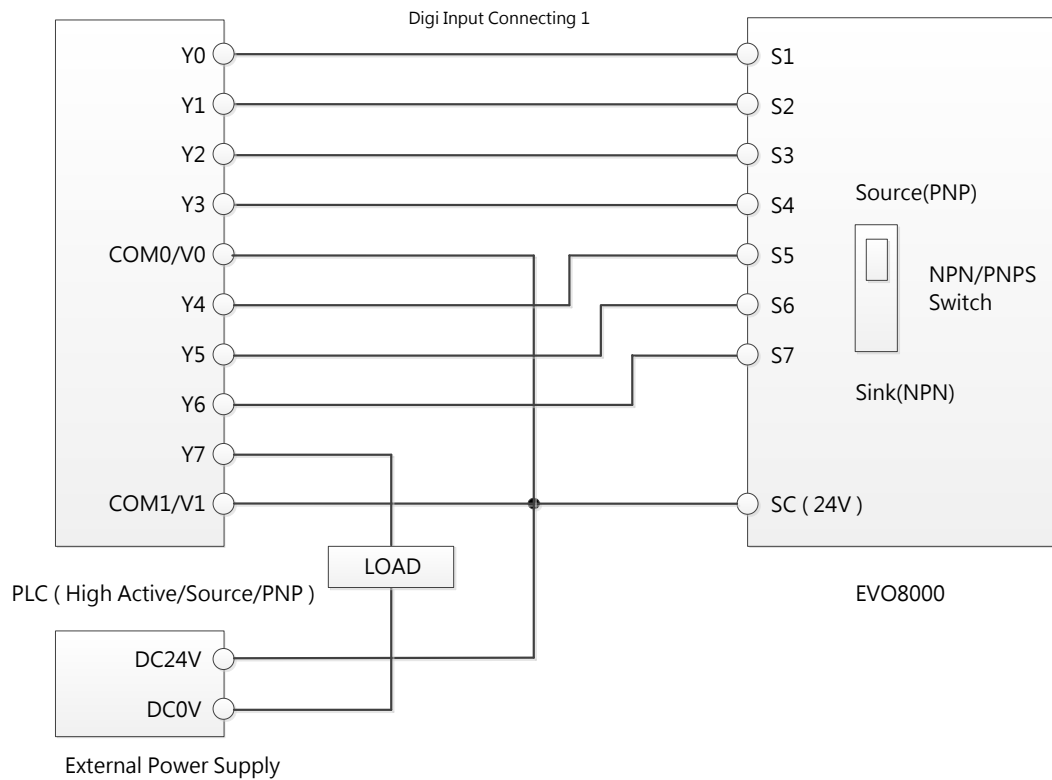 Digi Input Connecting 1
Y0
S1
Y1
S2
Y2
S3
Y3
S4
Source(PNP)
COM0/V0
S5
NPN/PNPS
Switch
Y4
S6
Y5
S7
Y6
Sink(NPN)
Y7
COM1/V1
SC ( 24V )
LOAD
PLC ( High Active/Source/PNP )
EVO8000
DC24V
DC0V
External Power Supply